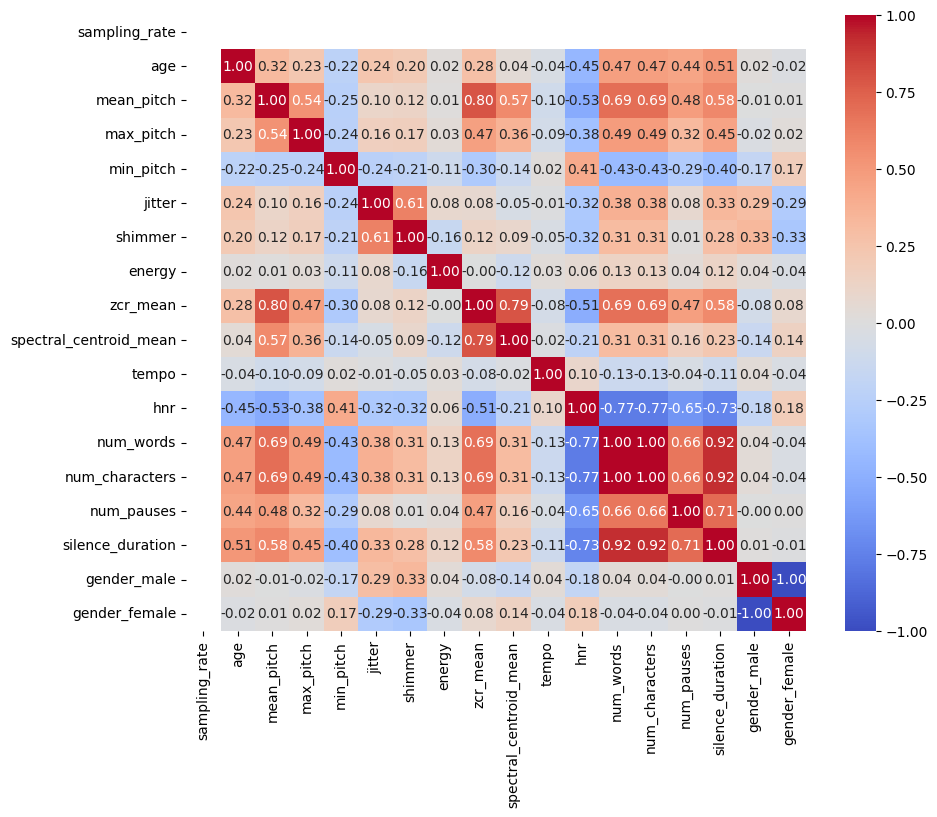 sampling_rate
age 1.00 0.32 0.23 -0.22 0.24 0.20 0.02 0.28 0.04 -0.04 -0.45 0.47 0.47 0.44 0.51 0.02 -0.02
mean_pitch 0.32 1.00 0.54 -0.25 0.10 0.12 0.01 0.80 0.57 -0.10 -0.53 0.69 0.69 0.48 0.58 -0.01 0.01
max_pitch 0.23 0.54 1.00 -0.24 0.16 0.17 0.03 0.47 0.36 -0.09 -0.38 0.49 0.49 0.32 0.45 -0.02 0.02
min_pitch -0.22 -0.25 -0.24 1.00 -0.24 -0.21 -0.11 -0.30 -0.14 0.02 0.41 -0.43 -0.43 -0.29 -0.40 -0.17 0.17
jitter 0.24 0.10 0.16 -0.24 1.00 0.61 0.08 0.08 -0.05 -0.01 -0.32 0.38 0.38 0.08 0.33 0.29 -0.29
shimmer 0.20 0.12 0.17 -0.21 0.61 1.00 -0.16 0.12 0.09 -0.05 -0.32 0.31 0.31 0.01 0.28 0.33 -0.33
energy 0.02 0.01 0.03 -0.11 0.08 -0.16 1.00 -0.00 -0.12 0.03 0.06 0.13 0.13 0.04 0.12 0.04 -0.04
zcr_mean 0.28 0.80 0.47 -0.30 0.08 0.12 -0.00 1.00 0.79 -0.08 -0.51 0.69 0.69 0.47 0.58 -0.08 0.08
spectral_centroid_mean 0.04 0.57 0.36 -0.14 -0.05 0.09 -0.12 0.79 1.00 -0.02 -0.21 0.31 0.31 0.16 0.23 -0.14 0.14
tempo -0.04 -0.10 -0.09 0.02 -0.01 -0.05 0.03 -0.08 -0.02 1.00 0.10 -0.13 -0.13 -0.04 -0.11 0.04 -0.04
hnr -0.45 -0.53 -0.38 0.41 -0.32 -0.32 0.06 -0.51 -0.21 0.10 1.00 -0.77 -0.77 -0.65 -0.73 -0.18 0.18
num_words 0.47 0.69 0.49 -0.43 0.38 0.31 0.13 0.69 0.31 -0.13 -0.77 1.00 1.00 0.66 0.92 0.04 -0.04
num_characters 0.47 0.69 0.49 -0.43 0.38 0.31 0.13 0.69 0.31 -0.13 -0.77 1.00 1.00 0.66 0.92 0.04 -0.04
num_pauses 0.44 0.48 0.32 -0.29 0.08 0.01 0.04 0.47 0.16 -0.04 -0.65 0.66 0.66 1.00 0.71 -0.00 0.00
silence_duration 0.51 0.58 0.45 -0.40 0.33 0.28 0.12 0.58 0.23 -0.11 -0.73 0.92 0.92 0.71 1.00 0.01 -0.01
gender_male 0.02 -0.01 -0.02 -0.17 0.29 0.33 0.04 -0.08 -0.14 0.04 -0.18 0.04 0.04 -0.00 0.01 1.00 -1.00
gender_female -0.02 0.01 0.02 0.17 -0.29 -0.33 -0.04 0.08 0.14 -0.04 0.18 -0.04 -0.04 0.00 -0.01 -1.00 1.00
sampling_rate
age
mean_pitch
max_pitch
min_pitch
jitter
shimmer
energy
zcr_mean
spectral_centroid_mean
tempo
hnr
num_words
num_characters
num_pauses
silence_duration
gender_male
gender_female
1.00
0.75
0.50
0.25
0.00
−0.25
−0.50
−0.75
−1.00